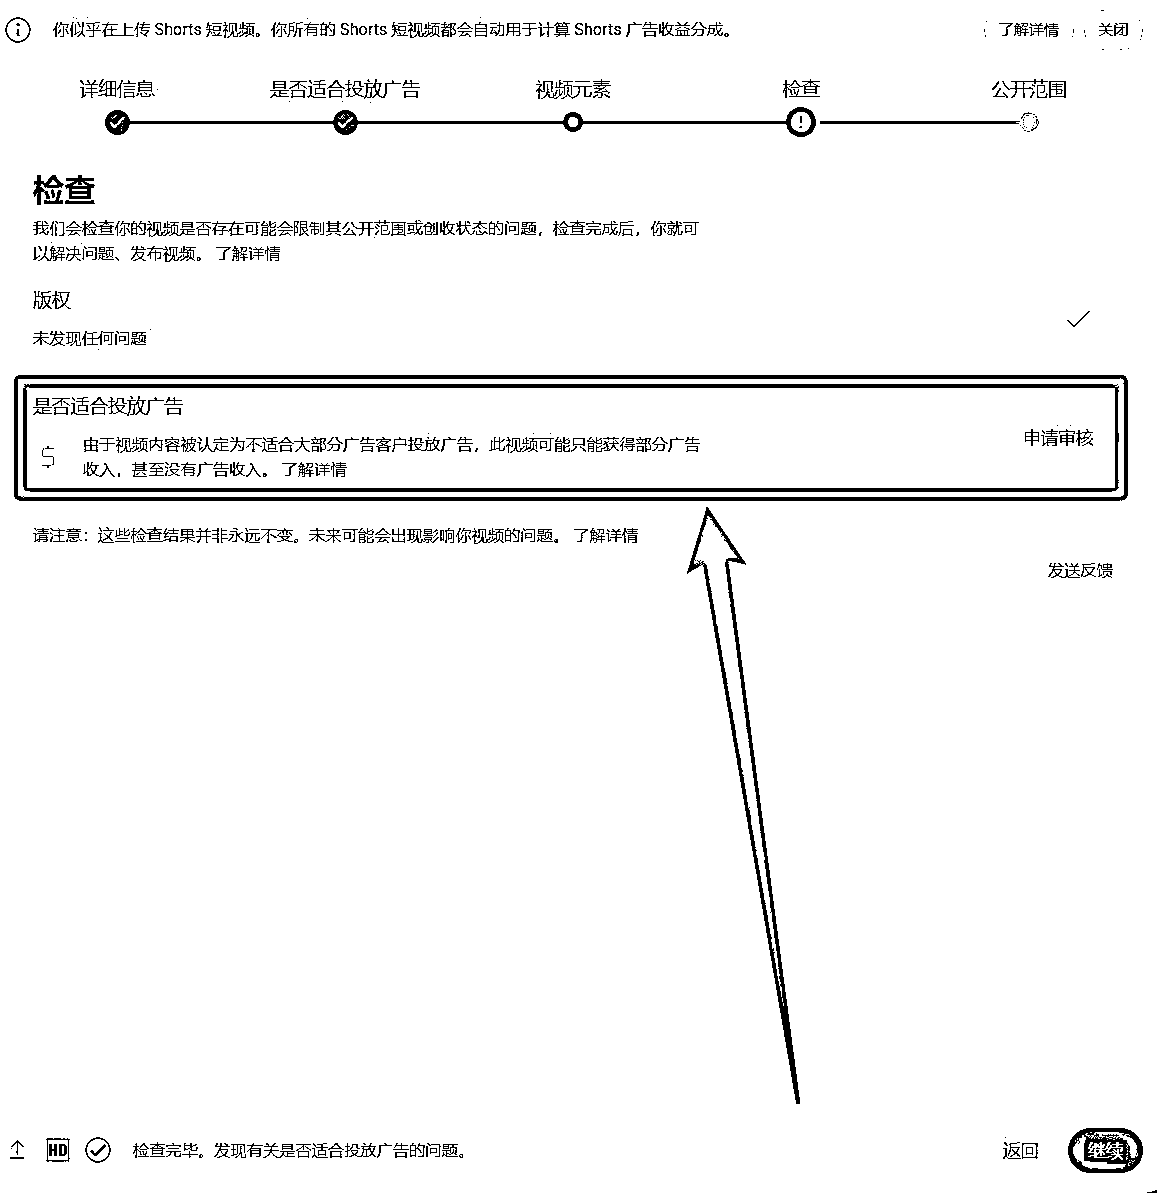 你似乎在上传 Shorts 短视频。你所有的 Shorts 短视频都会自动用于计算 Shorts 广告收益分成。 了解详情 关闭
详细信息 是否适合投放广告 视频元素 检查 公开范围
检查
我们会检查你的视频是否存在可能会限制其公开范围或创收状态的问题，检查完成后，你就可
以解决问题、发布视频。 了解详情
版权
未发现任何问题
是否适合投放广告
由于视频内容被认定为不适合大部分广告客户投放广告，此视频可能只能获得部分广告
收入，甚至没有广告收入。 了解详情
申请审核
请注意：这些检查结果并非永远不变。未来可能会出现影响你视频的问题。 了解详情
发送反馈
HD 检查完毕。发现有关是否适合投放广告的问题。 返回 继续